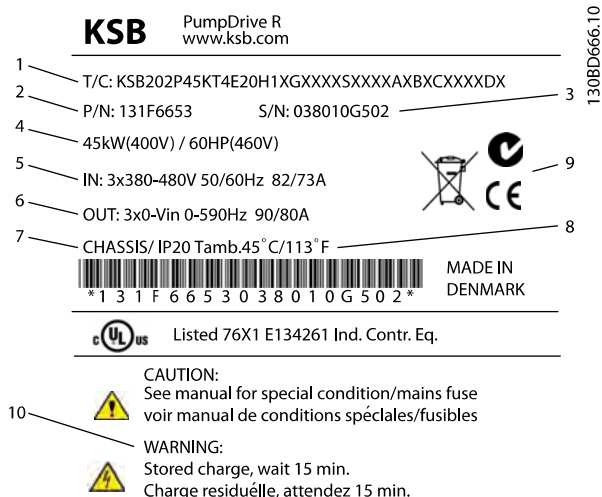 KSB PumpDrive R
www.ksb.com
130BD666.10
1 T/C: KSB202P45KT4E20H1XGXXXXSXXXXAXBXCXXXXDX
2 P/N: 131F6653 S/N: 038010G502 3
4 45kW(400V) / 60HP(460V)
5 IN: 3x380-480V 50/60Hz 82/73A
9
CE
6 OUT: 3x0-Vin 0-590Hz 90/80A
7 CHASSIS/ IP20 Tamb.45°C/113°F 8
*131F6653038010G502*
MADE IN
DENMARK
c UL us Listed 76X1 E134261 Ind. Contr. Eq.
CAUTION:
See manual for special condition/mains fuse
voir manual de conditions spéclales/fusibles
10 WARNING:
Stored charge, wait 15 min.
Charge residuélle, attendez 15 min.